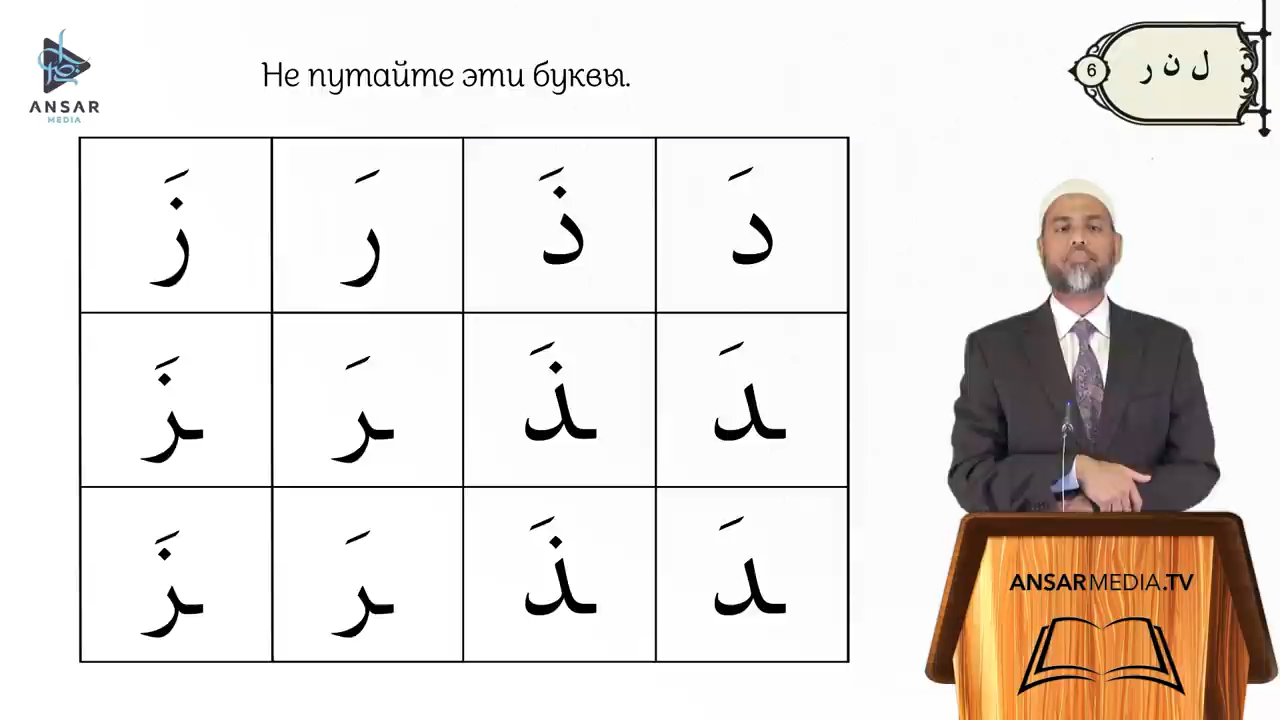 ANSAR
MEDIA
Не путайте эти буквы.
6
ل ن ر
دَ ذَ رَ زَ
ـدَ ـذَ ـرَ ـزَ
ـدَ ـذَ ـرَ ـزَ
ANSARMEDIA.TV